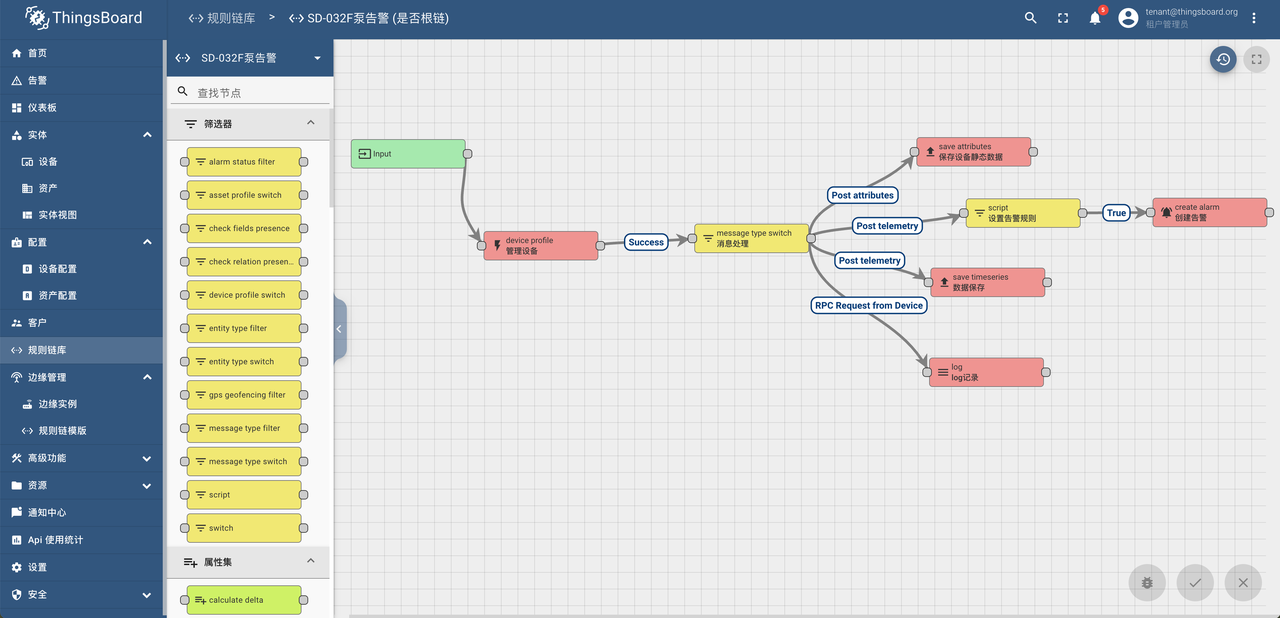 ThingsBoard
规则链库 > SD-032F泵告警 (是否根链)
5
tenant@thingsboard.org
租户管理员
首页
告警
仪表板
实体
设备
资产
实体视图
配置
设备配置
资产配置
客户
规则链库
边缘管理
边缘实例
规则链模版
高级功能
资源
通知中心
Api 使用统计
设置
安全
SD-032F泵告警
查找节点
筛选器
alarm status filter
asset profile switch
check fields presence
check relation presen...
device profile switch
entity type filter
entity type switch
gps geofencing filter
message type filter
message type switch
script
switch
属性集
calculate delta
Input
device profile
管理设备
Success
message type switch
消息处理
Post attributes
save attributes
保存设备静态数据
Post telemetry
script
设置告警规则
True
create alarm
创建告警
Post telemetry
save timeseries
数据保存
RPC Request from Device
log
log记录